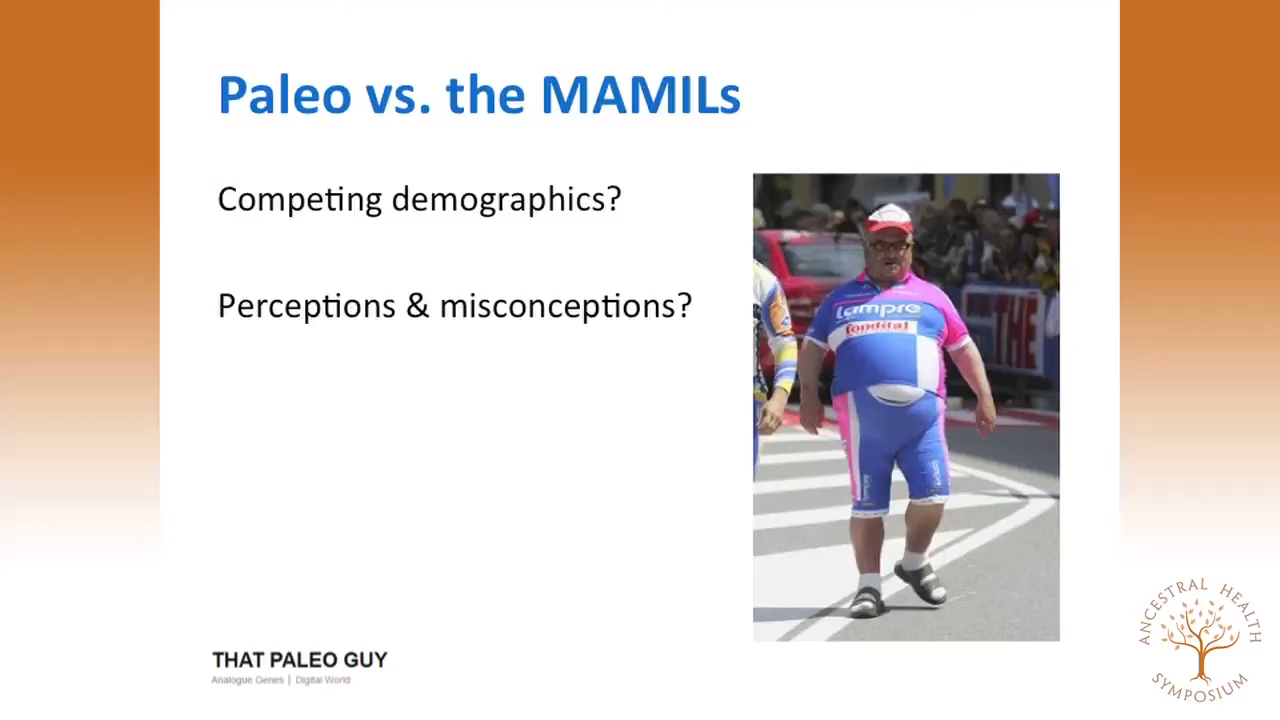 Paleo vs. the MAMILs
Competing demographics?
Perceptions & misconceptions?
lampre
fondital
THE
THAT PALEO GUY
Analogue Genes | Digital World
ANCESTRAL HEALTH
SYMPOSIUM